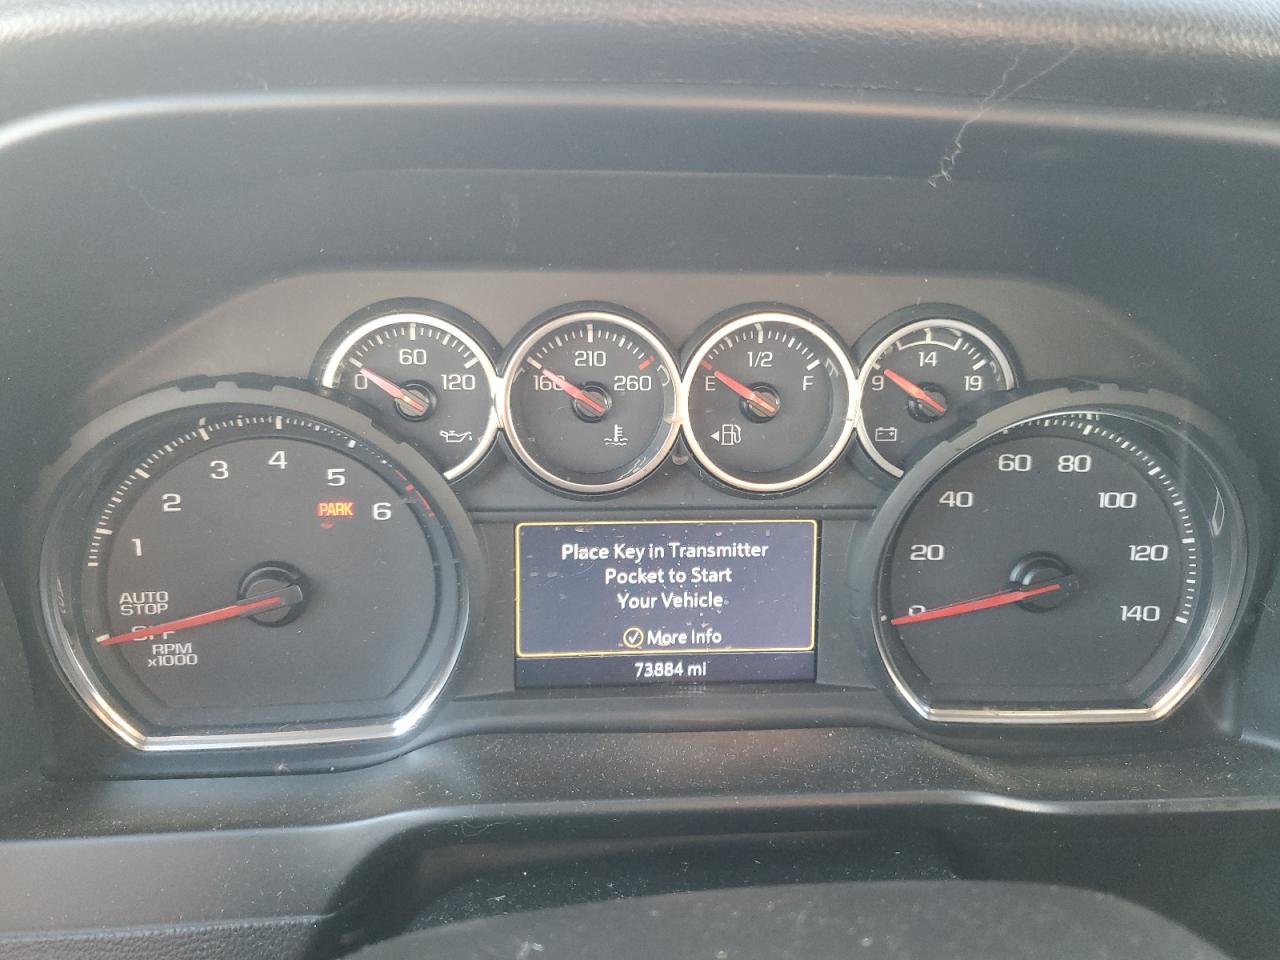 0 60 120
160 210 260
E 1/2 F
9 14 19
1 2 3 4 5 6
PARK
AUTO
STOP
OFF
RPM
x1000
Place Key in Transmitter
Pocket to Start
Your Vehicle
More Info
73884 mi
0 20 40 60 80 100 120 140